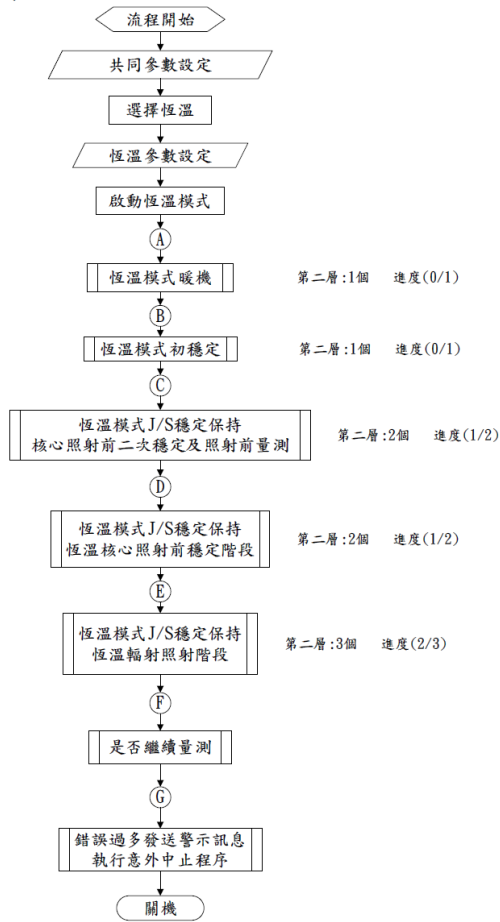 流程開始
共同參數設定
選擇恆溫
恆溫參數設定
啟動恆溫模式
A
恆溫模式暖機
第二層:1個 進度(0/1)
B
恆溫模式初穩定
第二層:1個 進度(0/1)
C
恆溫模式J/S穩定保持
核心照射前二次穩定及照射前量測
第二層:2個 進度(1/2)
D
恆溫模式J/S穩定保持
恆溫核心照射前穩定階段
第二層:2個 進度(1/2)
E
恆溫模式J/S穩定保持
恆溫輻射照射階段
第二層:3個 進度(2/3)
F
是否繼續量測
G
錯誤過多發送警示訊息
執行意外中止程序
關機